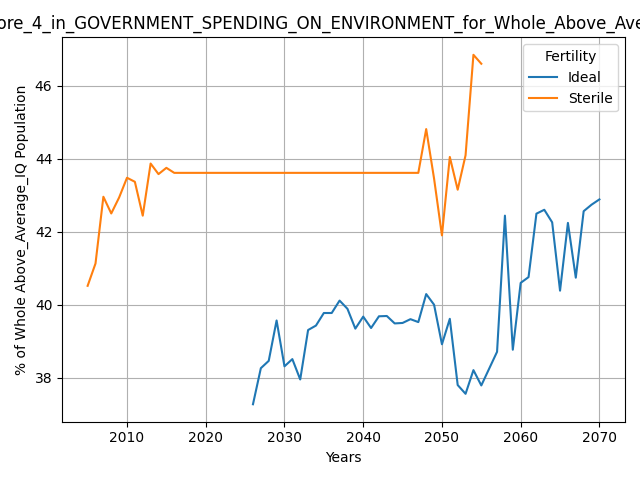 ore_4_in_GOVERNMENT_SPENDING_ON_ENVIRONMENT_for_Whole_Above_Ave
% of Whole Above_Average_IQ Population
46
44
42
40
38
Fertility
Ideal
Sterile
2010 2020 2030 2040 2050 2060 2070
Years